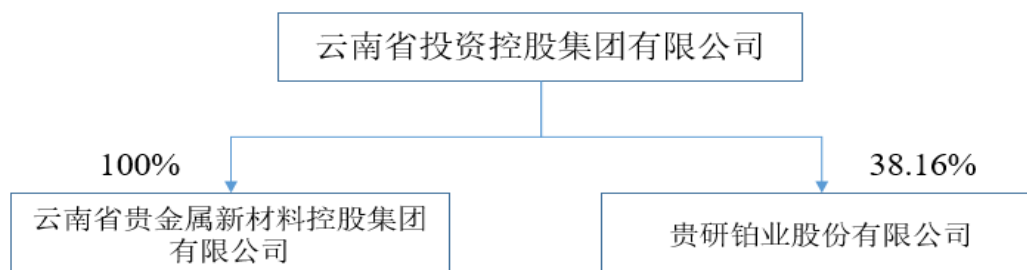 云南省投资控股集团有限公司
100%
38.16%
云南省贵金属新材料控股集团
有限公司
贵研铂业股份有限公司